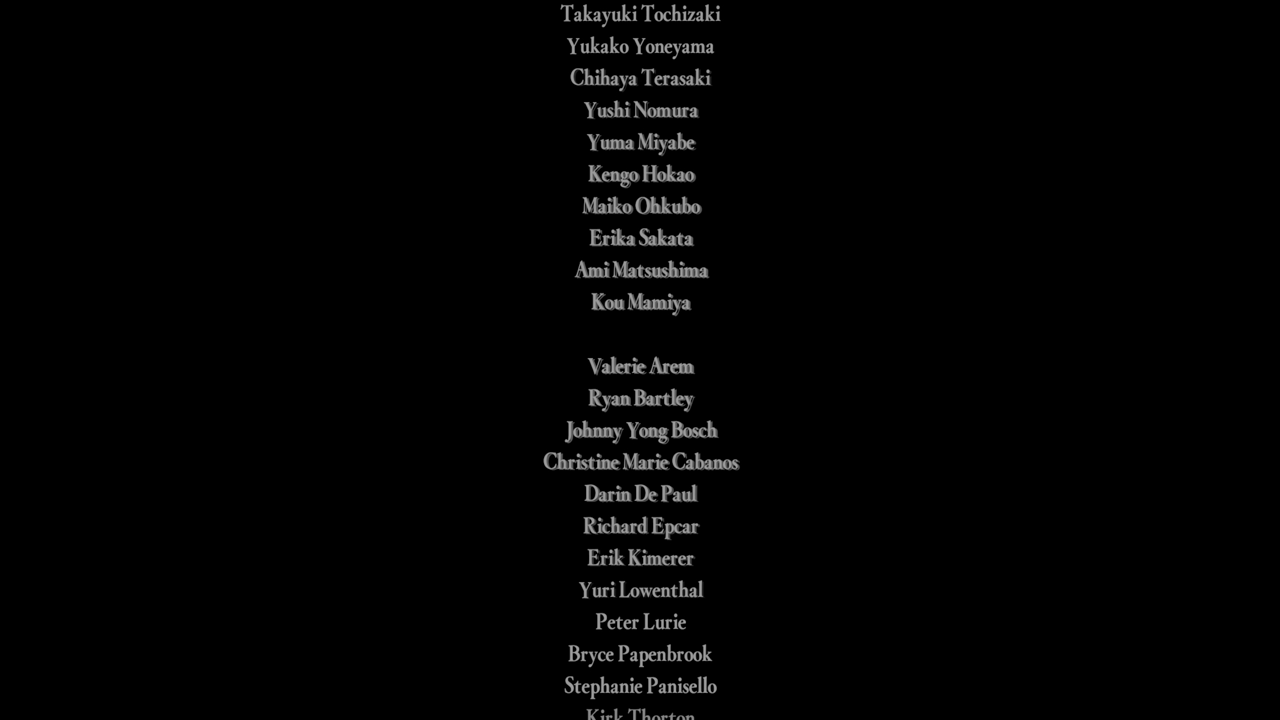 Takayuki Tochizaki
Yukako Yoneyama
Chihaya Terasaki
Yushi Nomura
Yuma Miyabe
Kengo Hokao
Maiko Ohkubo
Erika Sakata
Ami Matsushima
Kou Mamiya
Valerie Arem
Ryan Bartley
Johnny Yong Bosch
Christine Marie Cabanos
Darin De Paul
Richard Epcar
Erik Kimerer
Yuri Lowenthal
Peter Lurie
Bryce Papenbrook
Stephanie Panisello
Kirk Thorton